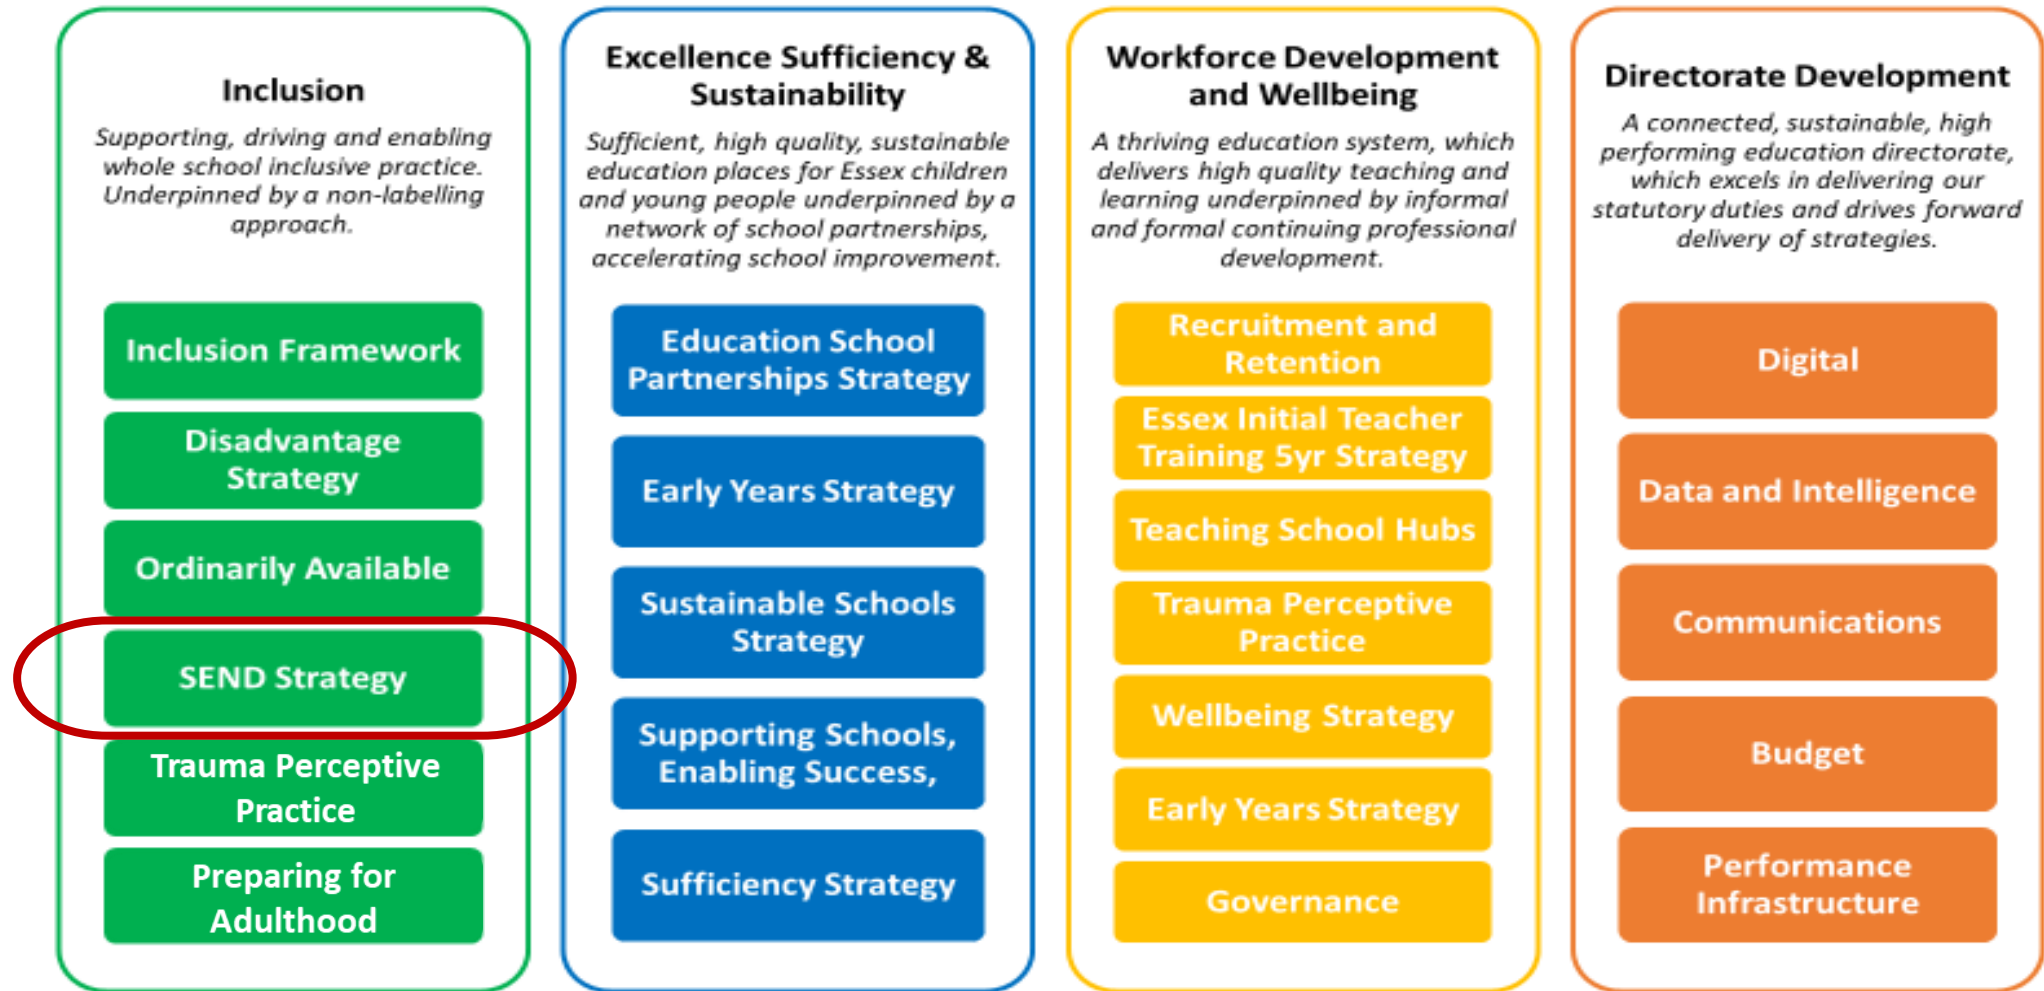 Inclusion
Supporting, driving and enabling
whole school inclusive practice.
Underpinned by a non-labelling
approach.
Inclusion Framework
Disadvantage
Strategy
Ordinarily Available
SEND Strategy
Trauma Perceptive
Practice
Preparing for
Adulthood
Excellence Sufficiency &
Sustainability
Sufficient, high quality, sustainable
education places for Essex children
and young people underpinned by a
network of school partnerships,
accelerating school improvement.
Education School
Partnerships Strategy
Early Years Strategy
Sustainable Schools
Strategy
Supporting Schools,
Enabling Success,
Sufficiency Strategy
Workforce Development
and Wellbeing
A thriving education system, which
delivers high quality teaching and
learning underpinned by informal
and formal continuing professional
development.
Recruitment and
Retention
Essex Initial Teacher
Training 5yr Strategy
Teaching School Hubs
Trauma Perceptive
Practice
Wellbeing Strategy
Early Years Strategy
Governance
Directorate Development
A connected, sustainable, high
performing education directorate,
which excels in delivering our
statutory duties and drives forward
delivery of strategies.
Digital
Data and Intelligence
Communications
Budget
Performance
Infrastructure